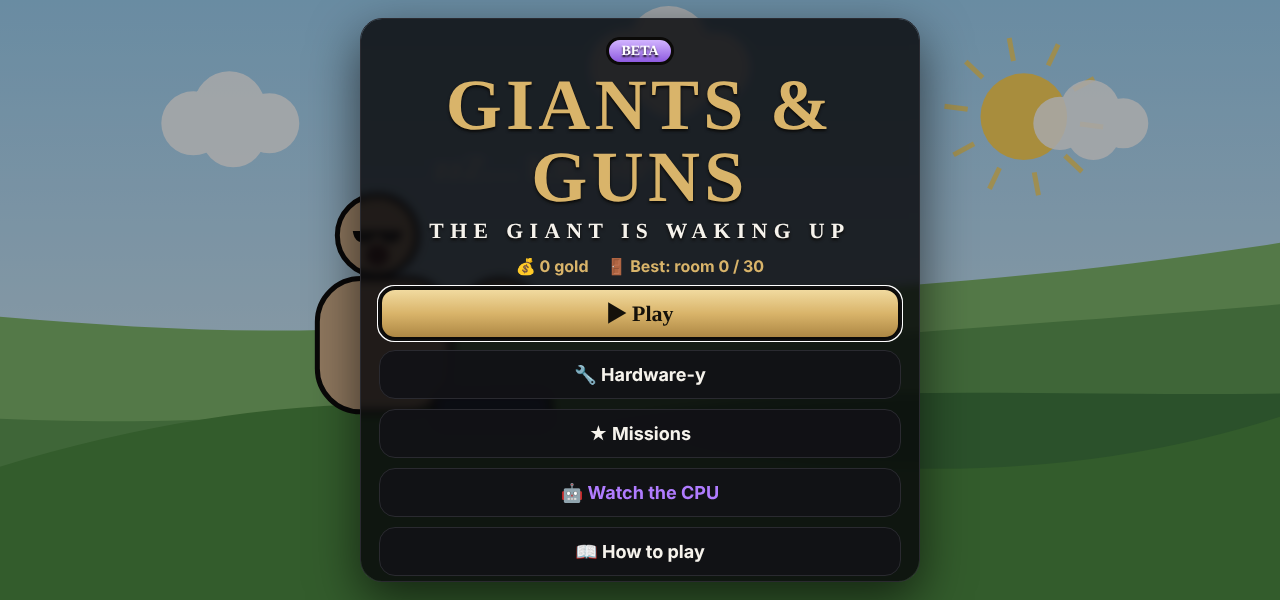 BETA
GIANTS &
GUNS
THE GIANT IS WAKING UP
💰 0 gold 🚪 Best: room 0 / 30
▶ Play
🔧 Hardware-y
★ Missions
🤖 Watch the CPU
📖 How to play